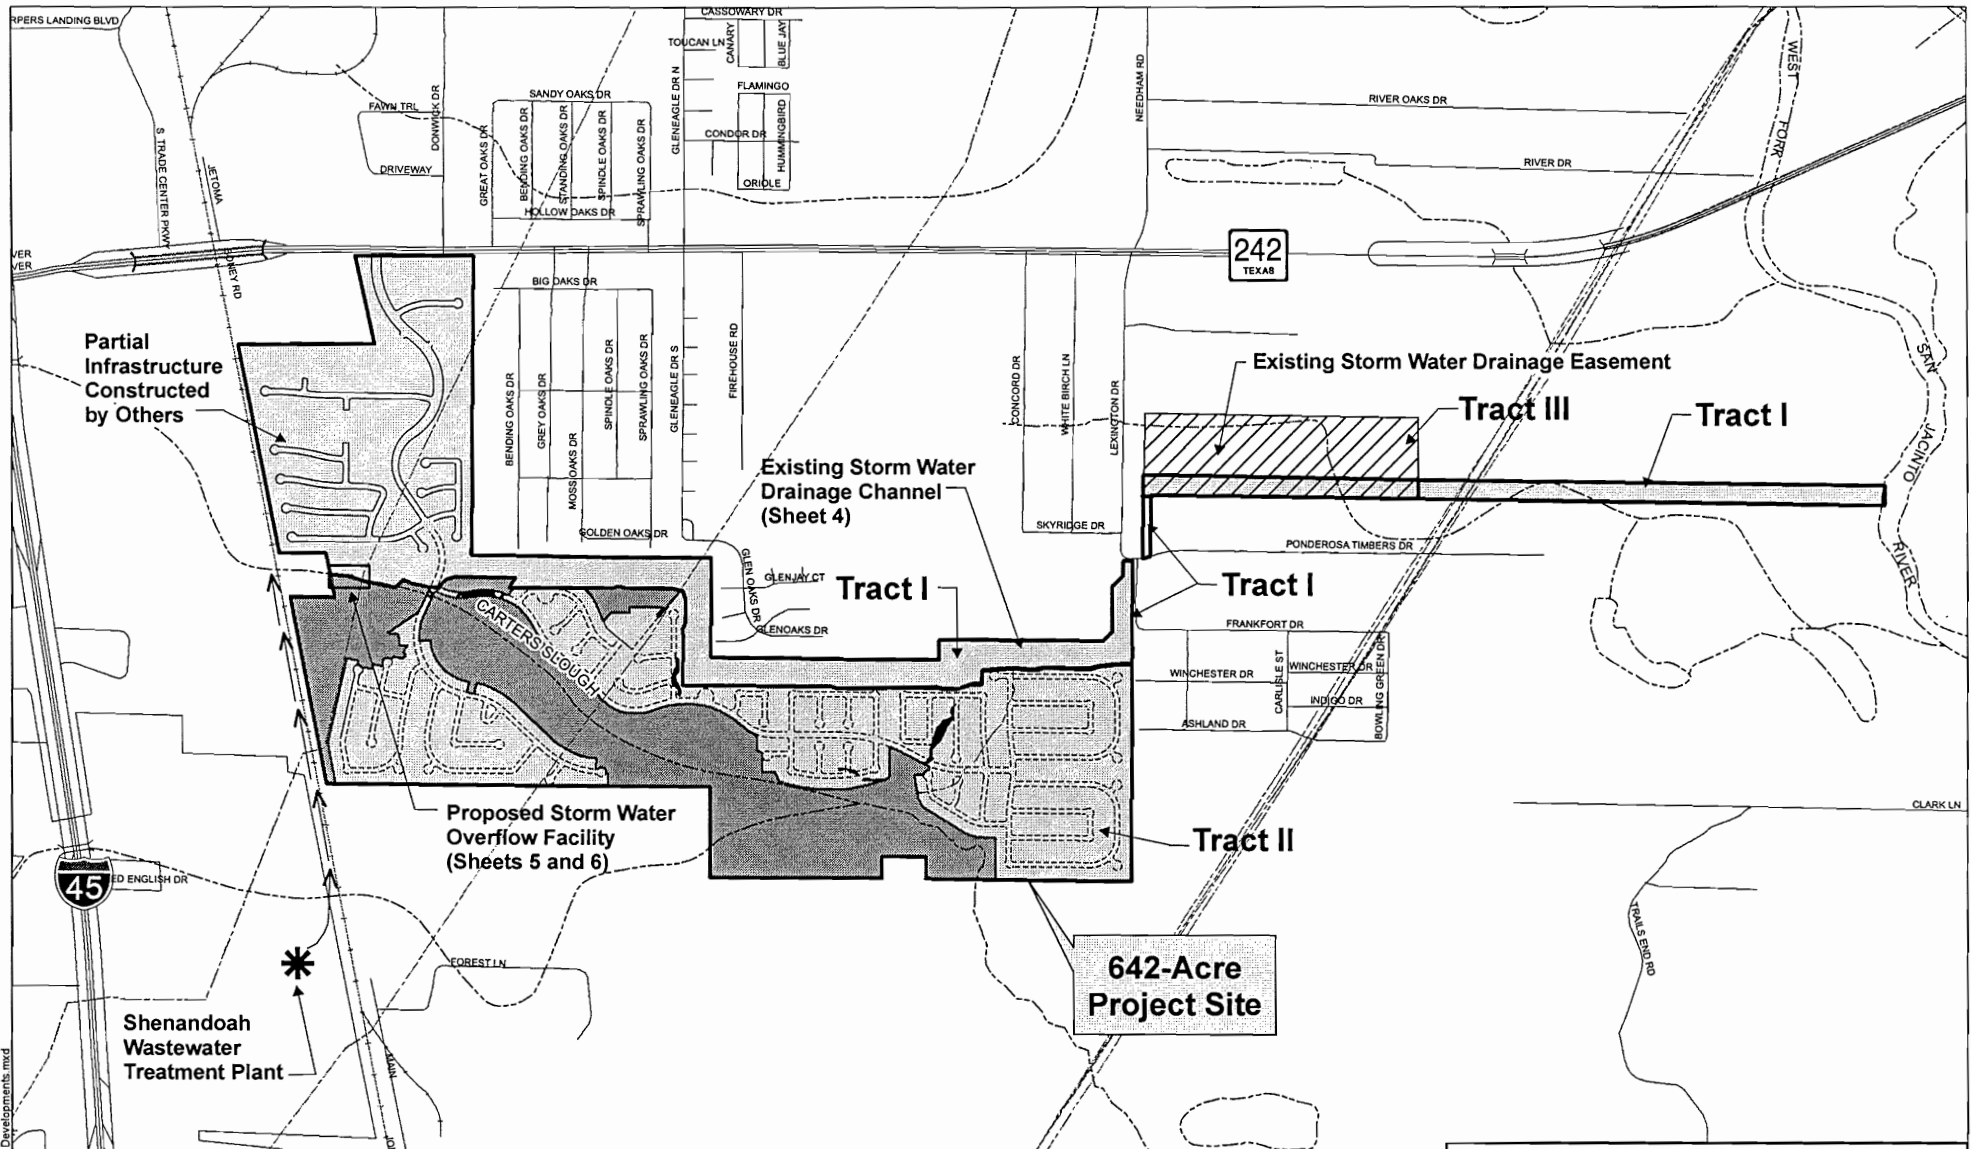 RPERS LANDING BLVD
CASSOWARY DR
TOUCAN LN
CANARY
BLUE JAY
FLAMINGO
HUMMINGBIRD
CONDOR DR
ORIOLE
GLENEAGLE DR N
NEEDHAM RD
RIVER OAKS DR
RIVER DR
WEST
FORK
SAN
JACINTO
RIVER
S TRADE CENTER PKWY
JETOMA
FAWN TRL
DONWICK DR
DRIVEWAY
SANDY OAKS DR
GREAT OAKS DR
BENDING OAKS DR
STANDING OAKS DR
SPINDLE OAKS DR
SPRAWLING OAKS DR
HOLLOW OAKS DR
VER
VER
242
TEXAS
BIG OAKS DR
BENDING OAKS DR
GREY OAKS DR
MOSS OAKS DR
SPINDLE OAKS DR
SPRAWLING OAKS DR
GLENEAGLE DR S
FIREHOUSE RD
GOLDEN OAKS DR
CONCORD DR
WHITE BIRCH LN
LEXINGTON DR
SKYRIDGE DR
Partial
Infrastructure
Constructed
by Others
Existing Storm Water Drainage Easement
Tract III
Tract I
Existing Storm Water
Drainage Channel
(Sheet 4)
PONDEROSA TIMBERS DR
GLEN OAKS DR
GLENJAY CT
GLENOAKS DR
Tract I
Tract I
CARTERS SLOUGH
FRANKFORT DR
WINCHESTER DR
WINCHESTER DR
CARLISLE ST
INDIGO DR
BOWLING GREEN DR
ASHLAND DR
Proposed Storm Water
Overflow Facility
(Sheets 5 and 6)
Tract II
CLARK LN
TRAILS END RD
45
ED ENGLISH DR
FOREST LN
642-Acre
Project Site
Shenandoah
Wastewater
Treatment Plant
MAIN
Developments.mxd